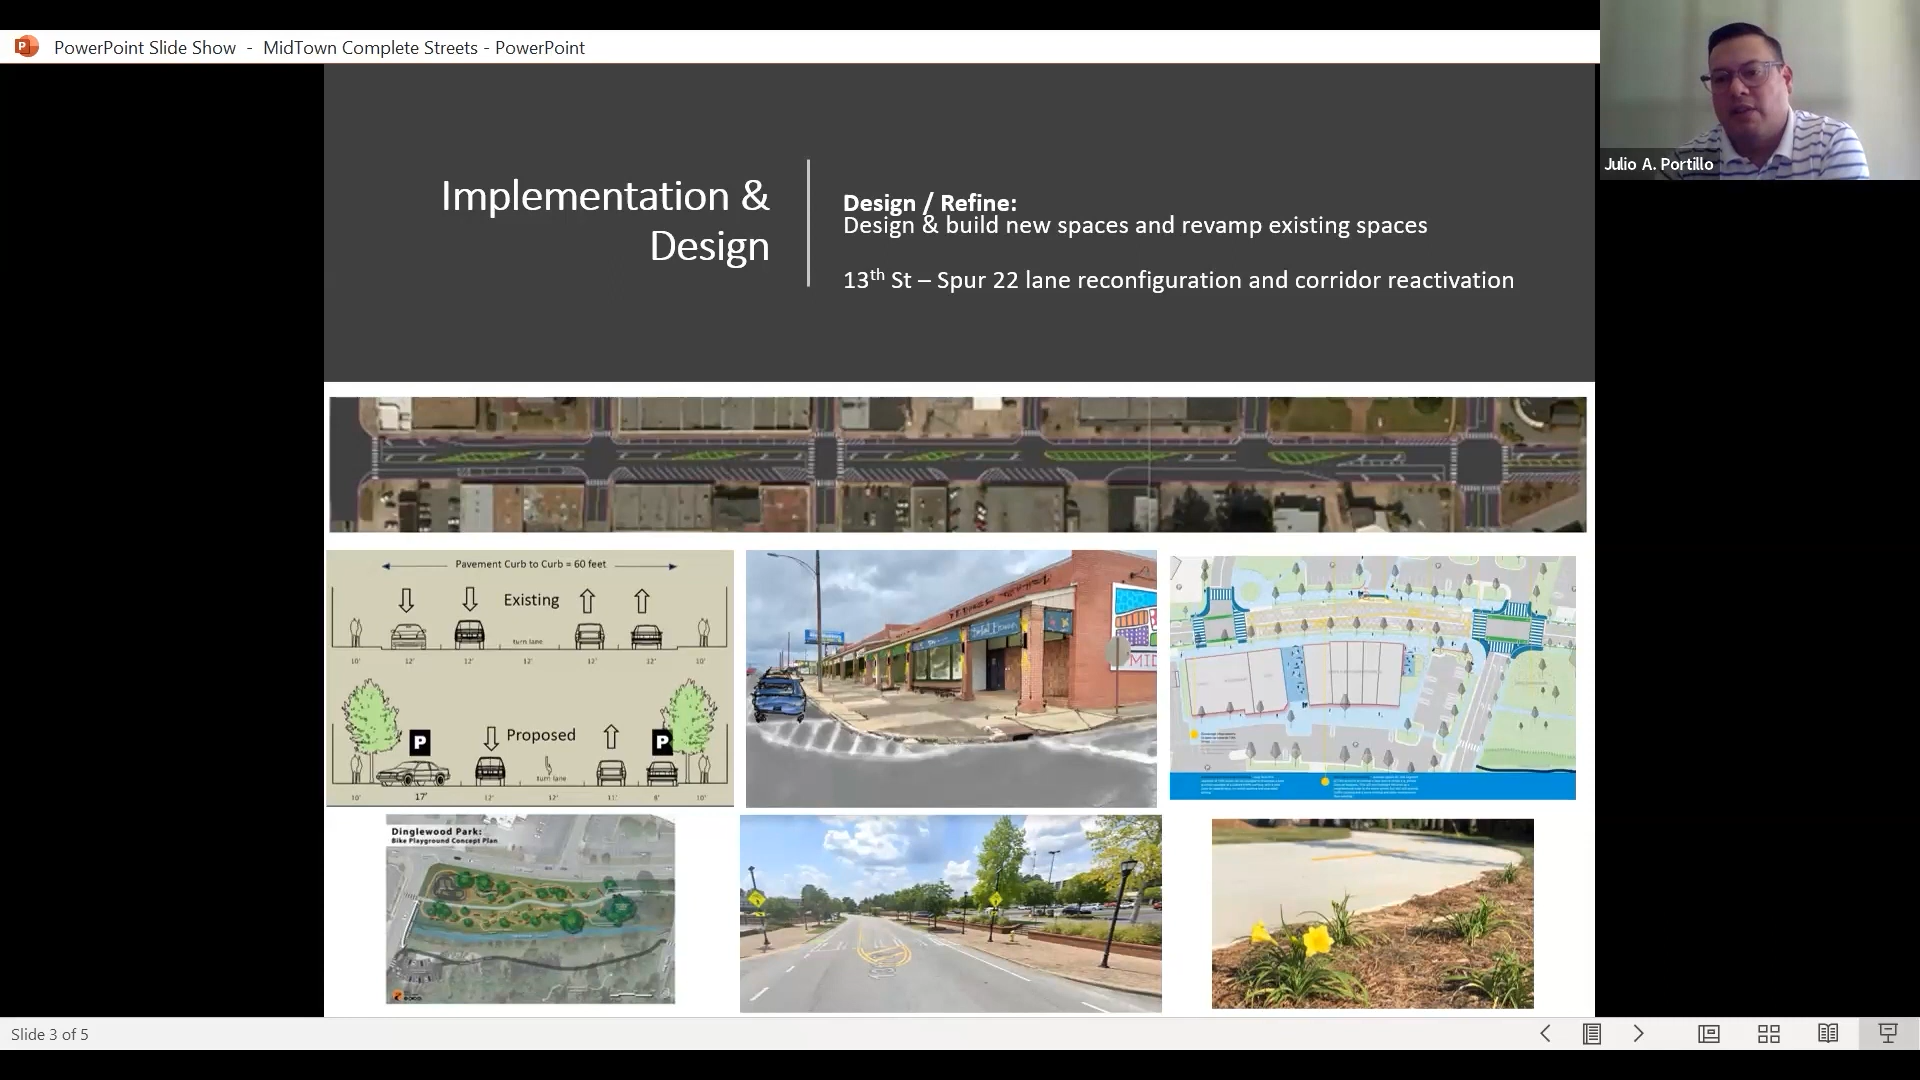 PowerPoint Slide Show - MidTown Complete Streets - PowerPoint
Julio A. Portillo
Implementation &
Design
Design / Refine:
Design & build new spaces and revamp existing spaces
13th St – Spur 22 lane reconfiguration and corridor reactivation
Pavement Curb to Curb = 60 feet
Existing
turn lane
10' 12' 12' 12' 12' 12' 10'
P Proposed P
turn lane
10' 17' 12' 12' 11' 8' 10'
MID
Dinglewood Park:
Bike Playground Concept Plan
Slide 3 of 5